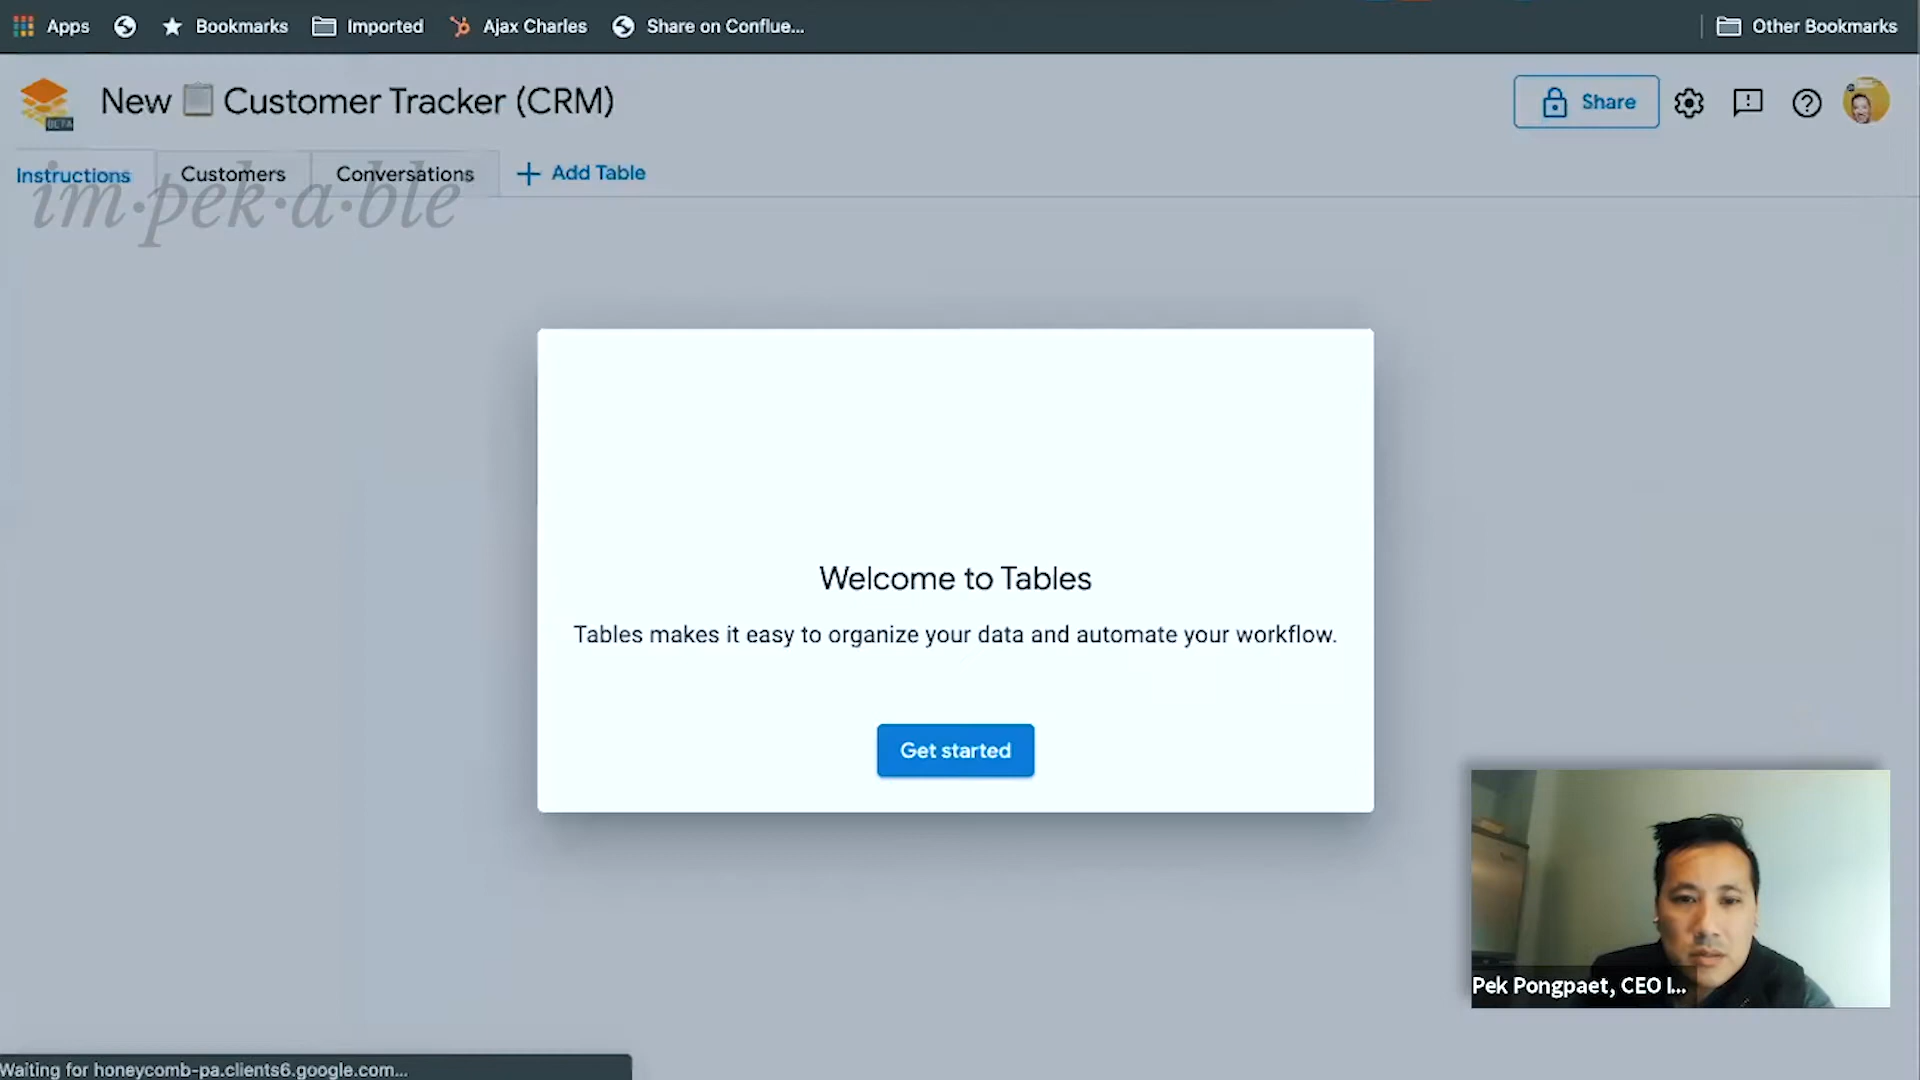 Apps
Bookmarks
Imported
Ajax Charles
Share on Conflue...
Other Bookmarks
BETA
New 📋 Customer Tracker (CRM)
Share
Instructions
Customers
Conversations
+ Add Table
im·pek·a·ble
Welcome to Tables
Tables makes it easy to organize your data and automate your workflow.
Get started
Pek Pongpaet, CEO I...
Waiting for honeycomb-pa.clients6.google.com...